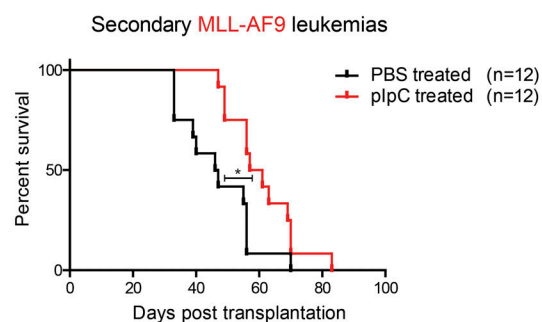 Secondary MLL-AF9 leukemias
PBS treated (n=12)
pIpC treated (n=12)
Percent survival
100
50
0
*
0 20 40 60 80 100
Days post transplantation